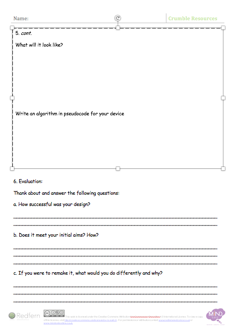 Name:
Crumble Resources
5. cont.
What will it look like?
Write an algorithm in pseudocode for your device
6. Evaluation:
Thank about and answer the following questions:
a. How successful was your design?
b. Does it meet your initial aims? How?
c. If you were to remake it, what would you do differently and why?
Redfern